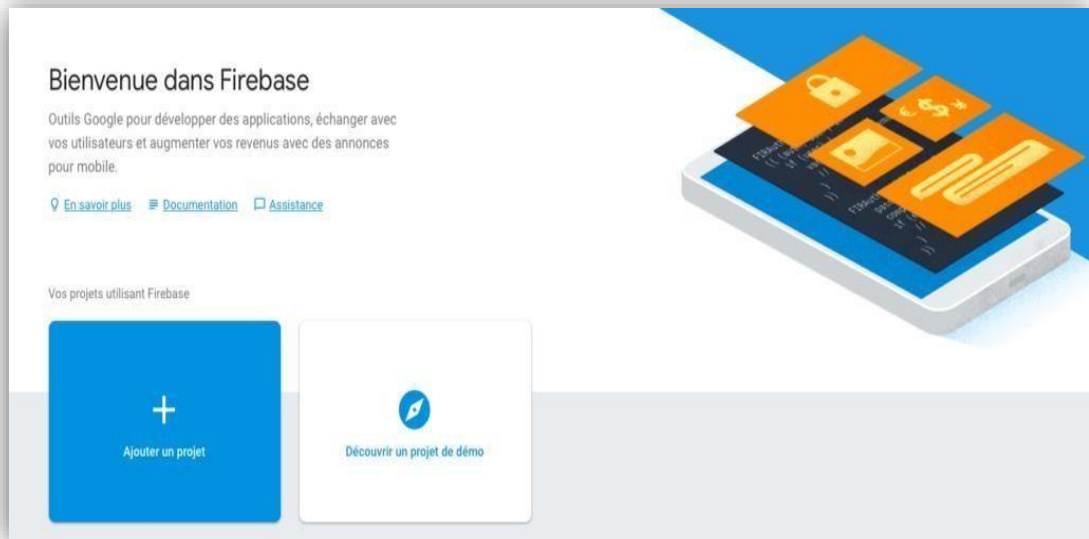 Bienvenue dans Firebase
Outils Google pour développer des applications, échanger avec
vos utilisateurs et augmenter vos revenus avec des annonces
pour mobile.
En savoir plus Documentation Assistance
Vos projets utilisant Firebase
Ajouter un projet Découvrir un projet de démo